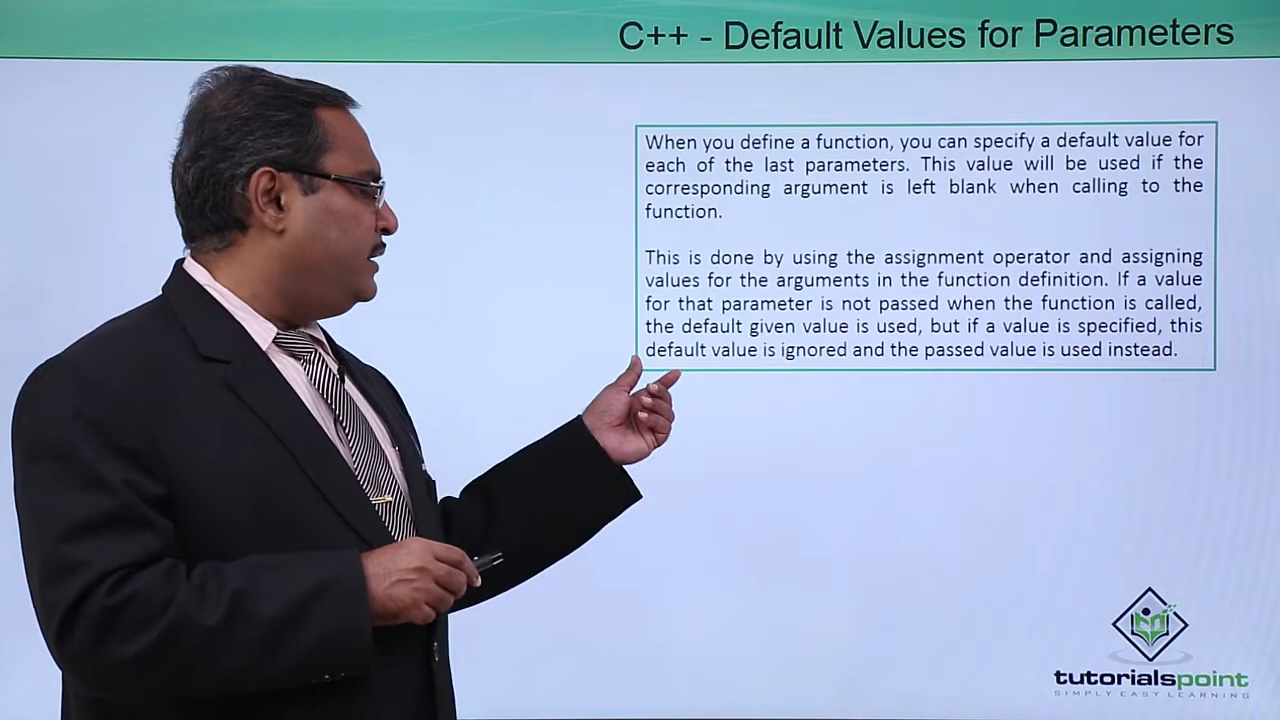 C++ - Default Values for Parameters
When you define a function, you can specify a default value for
each of the last parameters. This value will be used if the
corresponding argument is left blank when calling to the
function.
This is done by using the assignment operator and assigning
values for the arguments in the function definition. If a value
for that parameter is not passed when the function is called,
the default given value is used, but if a value is specified, this
default value is ignored and the passed value is used instead.
tutorialspoint
SIMPLY EASY LEARNING